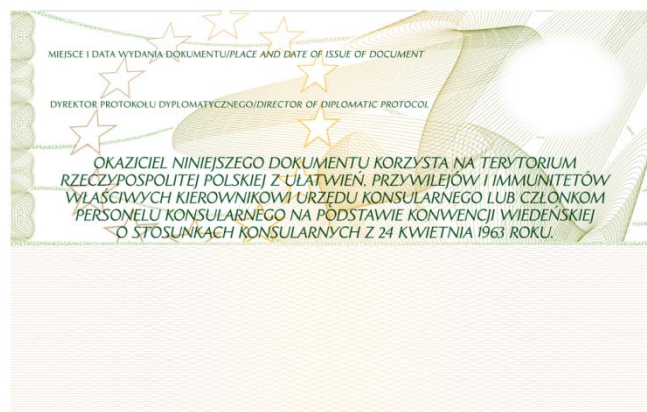 MIEJSCE I DATA WYDANIA DOKUMENTU/PLACE AND DATE OF ISSUE OF DOCUMENT
DYREKTOR PROTOKOŁU DYPLOMATYCZNEGO/DIRECTOR OF DIPLOMATIC PROTOCOL
OKAZICIEL NINIEJSZEGO DOKUMENTU KORZYSTA NA TERYTORIUM
RZECZYPOSPOLITEJ POLSKIEJ Z UŁATWIEŃ, PRZYWILEJÓW I IMMUNITETÓW
WŁAŚCIWYCH KIEROWNIKOWI URZĘDU KONSULARNEGO LUB CZŁONKOM
PERSONELU KONSULARNEGO NA PODSTAWIE KONWENCJI WIEDEŃSKIEJ
O STOSUNKACH KONSULARNYCH Z 24 KWIETNIA 1963 ROKU.